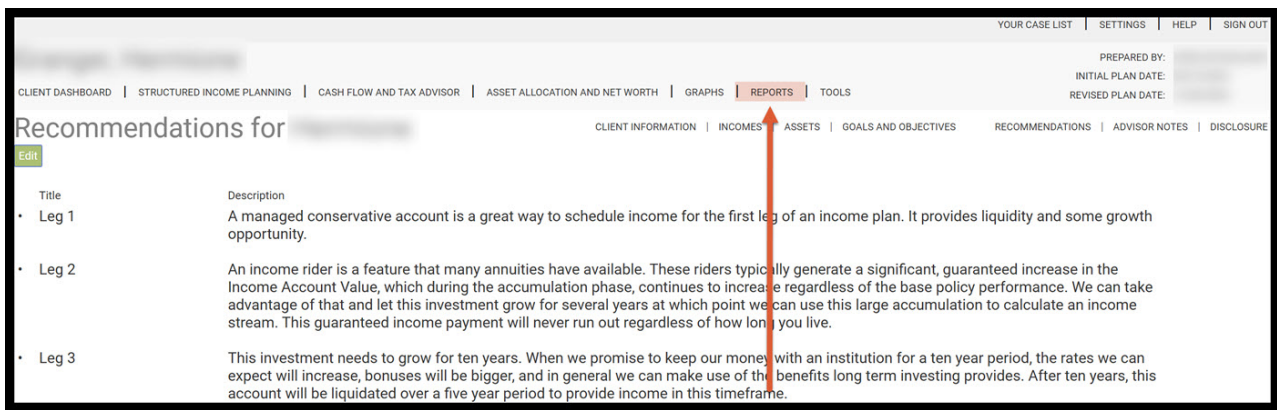 YOUR CASE LIST | SETTINGS | HELP | SIGN OUT
PREPARED BY:
INITIAL PLAN DATE:
CLIENT DASHBOARD | STRUCTURED INCOME PLANNING | CASH FLOW AND TAX ADVISOR | ASSET ALLOCATION AND NET WORTH | GRAPHS | REPORTS | TOOLS
REVISED PLAN DATE:
Recommendations for
CLIENT INFORMATION | INCOMES | ASSETS | GOALS AND OBJECTIVES RECOMMENDATIONS | ADVISOR NOTES | DISCLOSURE
Edit
Title Description
• Leg 1 A managed conservative account is a great way to schedule income for the first leg of an income plan. It provides liquidity and some growth
opportunity.
• Leg 2 An income rider is a feature that many annuities have available. These riders typically generate a significant, guaranteed increase in the
Income Account Value, which during the accumulation phase, continues to increase regardless of the base policy performance. We can take
advantage of that and let this investment grow for several years at which point we can use this large accumulation to calculate an income
stream. This guaranteed income payment will never run out regardless of how long you live.
• Leg 3 This investment needs to grow for ten years. When we promise to keep our money with an institution for a ten year period, the rates we can
expect will increase, bonuses will be bigger, and in general we can make use of the benefits long term investing provides. After ten years, this
account will be liquidated over a five year period to provide income in this timeframe.